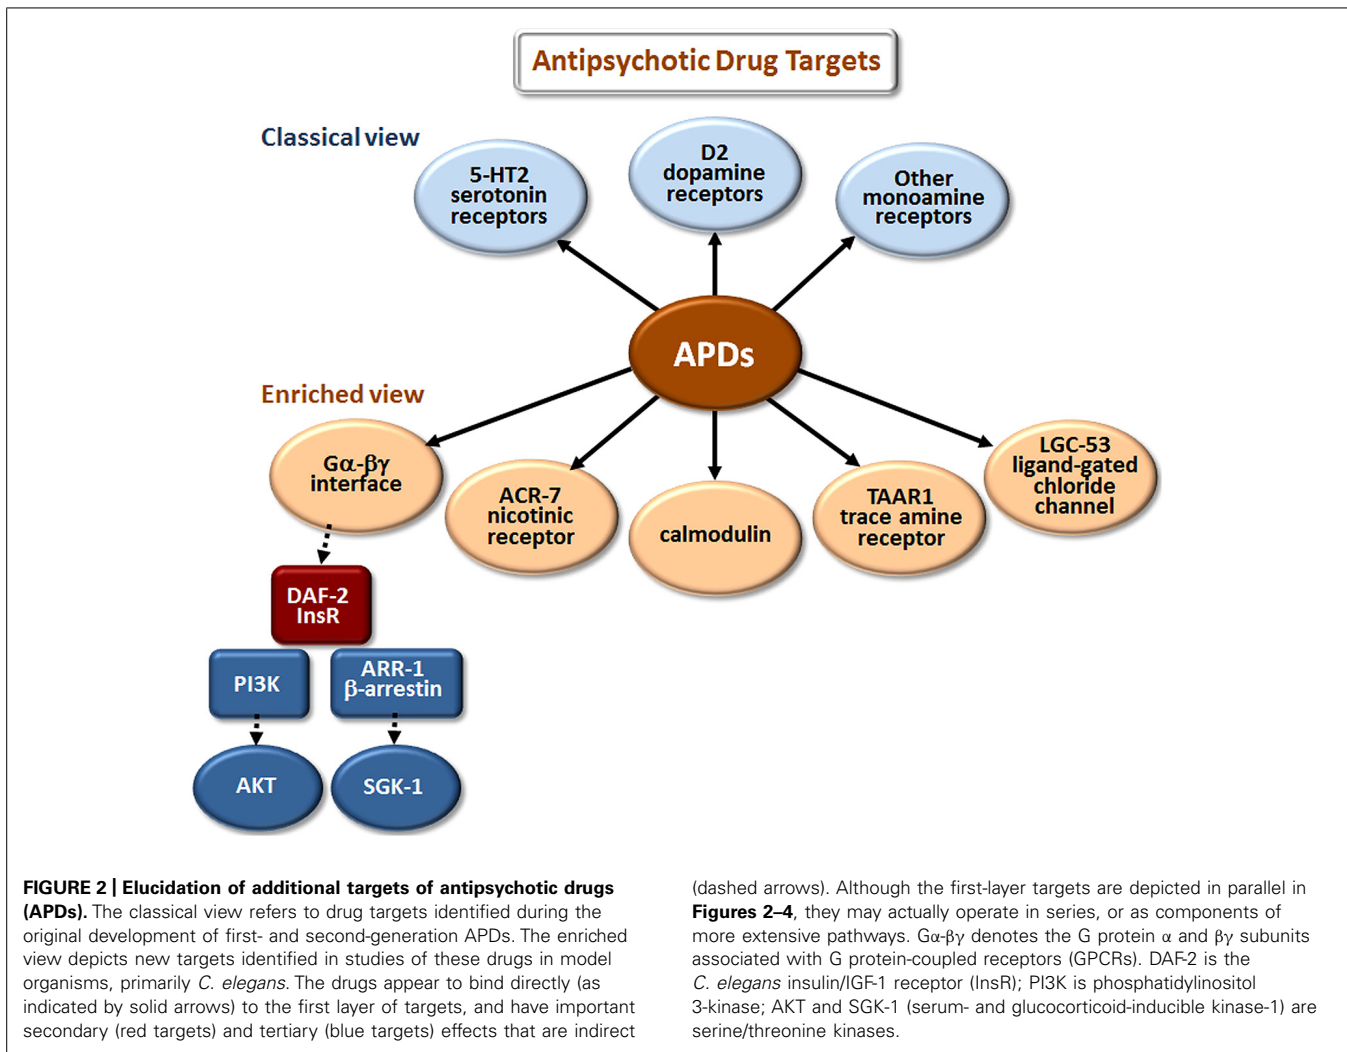 Antipsychotic Drug Targets
Classical view
5-HT2
serotonin
receptors
D2
dopamine
receptors
Other
monoamine
receptors
APDs
Enriched view
Gα-βγ
interface
ACR-7
nicotinic
receptor
calmodulin
TAAR1
trace amine
receptor
LGC-53
ligand-gated
chloride
channel
DAF-2
InsR
PI3K
ARR-1
β-arrestin
AKT
SGK-1
FIGURE 2 | Elucidation of additional targets of antipsychotic drugs
(APDs). The classical view refers to drug targets identified during the
original development of first- and second-generation APDs. The enriched
view depicts new targets identified in studies of these drugs in model
organisms, primarily C. elegans. The drugs appear to bind directly (as
indicated by solid arrows) to the first layer of targets, and have important
secondary (red targets) and tertiary (blue targets) effects that are indirect
(dashed arrows). Although the first-layer targets are depicted in parallel in
Figures 2–4, they may actually operate in series, or as components of
more extensive pathways. Gα-βγ denotes the G protein α and βγ subunits
associated with G protein-coupled receptors (GPCRs). DAF-2 is the
C. elegans insulin/IGF-1 receptor (InsR); PI3K is phosphatidylinositol
3-kinase; AKT and SGK-1 (serum- and glucocorticoid-inducible kinase-1) are
serine/threonine kinases.